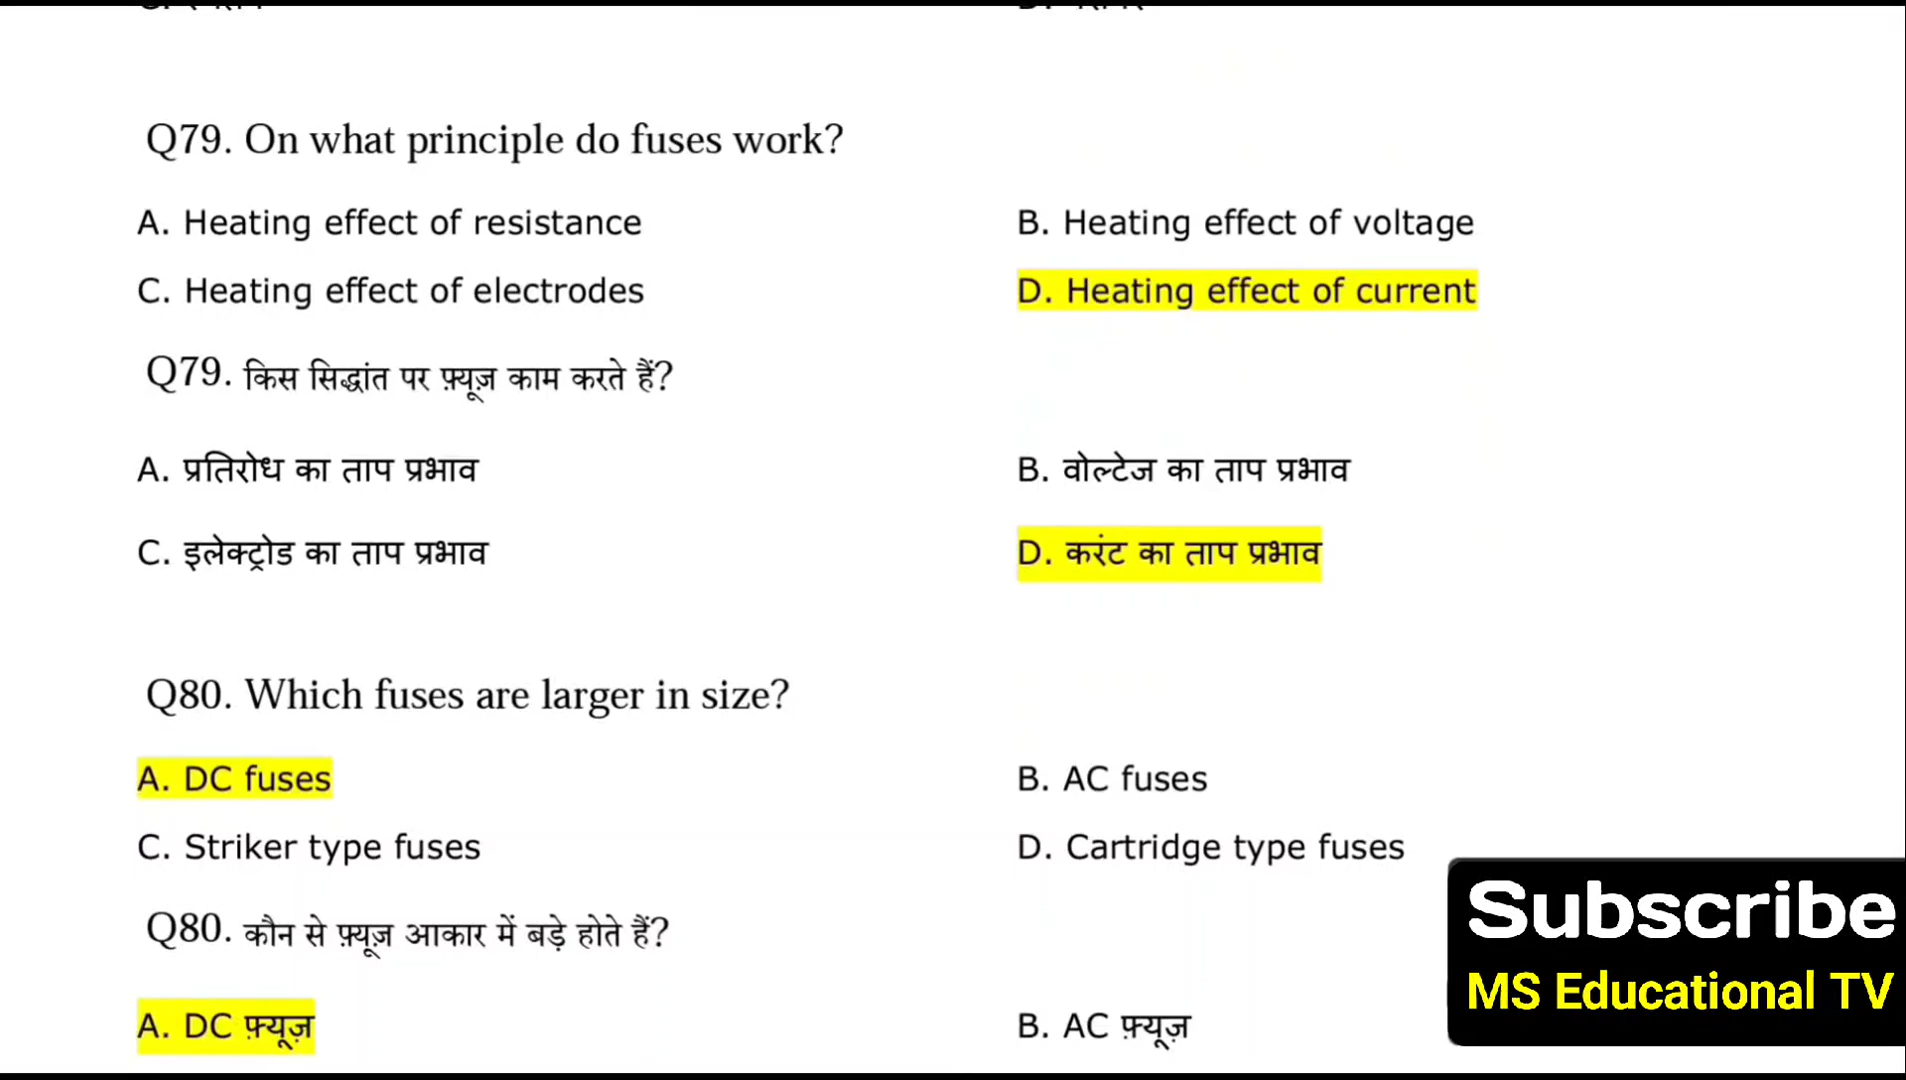 Q79. On what principle do fuses work?
A. Heating effect of resistance
B. Heating effect of voltage
C. Heating effect of electrodes
D. Heating effect of current
Q79. किस सिद्धांत पर फ़्यूज़ काम करते हैं?
A. प्रतिरोध का ताप प्रभाव
B. वोल्टेज का ताप प्रभाव
C. इलेक्ट्रोड का ताप प्रभाव
D. करंट का ताप प्रभाव
Q80. Which fuses are larger in size?
A. DC fuses
B. AC fuses
C. Striker type fuses
D. Cartridge type fuses
Q80. कौन से फ़्यूज़ आकार में बड़े होते हैं?
A. DC फ़्यूज़
B. AC फ़्यूज़
Subscribe
MS Educational TV